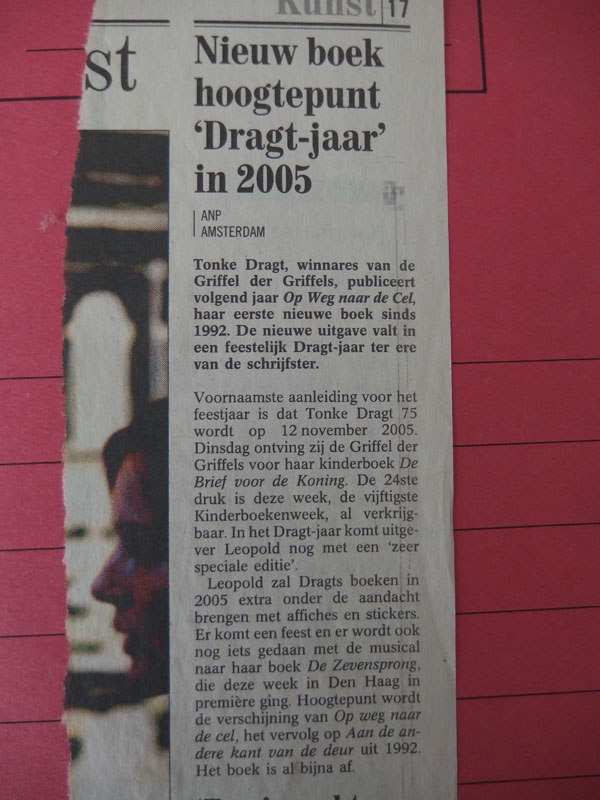 Kunst 17
st
Nieuw boek
hoogtepunt
‘Dragt-jaar’
in 2005
ANP
AMSTERDAM
Tonke Dragt, winnares van de
Griffel der Griffels, publiceert
volgend jaar Op Weg naar de Cel,
haar eerste nieuwe boek sinds
1992. De nieuwe uitgave valt in
een feestelijk Dragt-jaar ter ere
van de schrijfster.
Voornaamste aanleiding voor het
feestjaar is dat Tonke Dragt 75
wordt op 12 november 2005.
Dinsdag ontving zij de Griffel der
Griffels voor haar kinderboek De
Brief voor de Koning. De 24ste
druk is deze week, de vijftigste
Kinderboekenweek, al verkrijg-
baar. In het Dragt-jaar komt uitge-
ver Leopold nog met een ‘zeer
speciale editie’.
Leopold zal Dragts boeken in
2005 extra onder de aandacht
brengen met affiches en stickers.
Er komt een feest en er wordt ook
nog iets gedaan met de musical
naar haar boek De Zevensprong,
die deze week in Den Haag in
première ging. Hoogtepunt wordt
de verschijning van Op weg naar
de cel, het vervolg op Aan de an-
dere kant van de deur uit 1992.
Het boek is al bijna af.